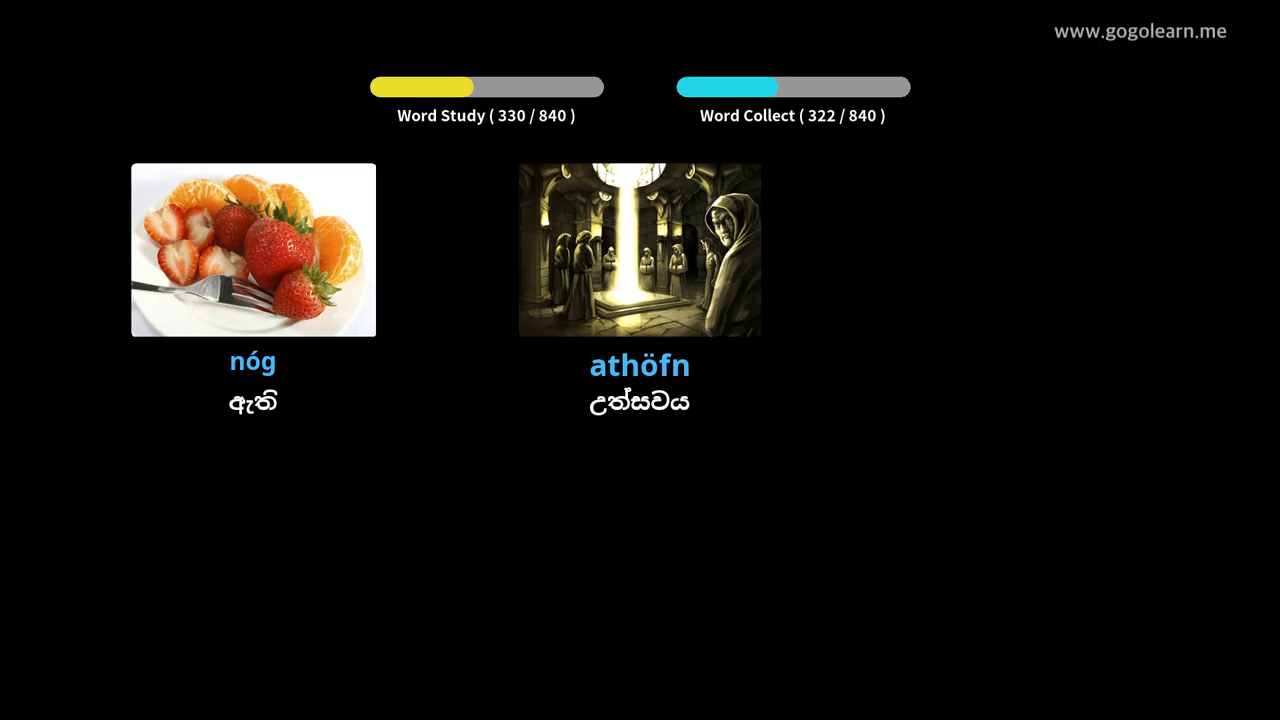 www.gogolearn.me
Word Study ( 330 / 840 )
Word Collect ( 322 / 840 )
nóg
ඇති
athöfn
උත්සවය